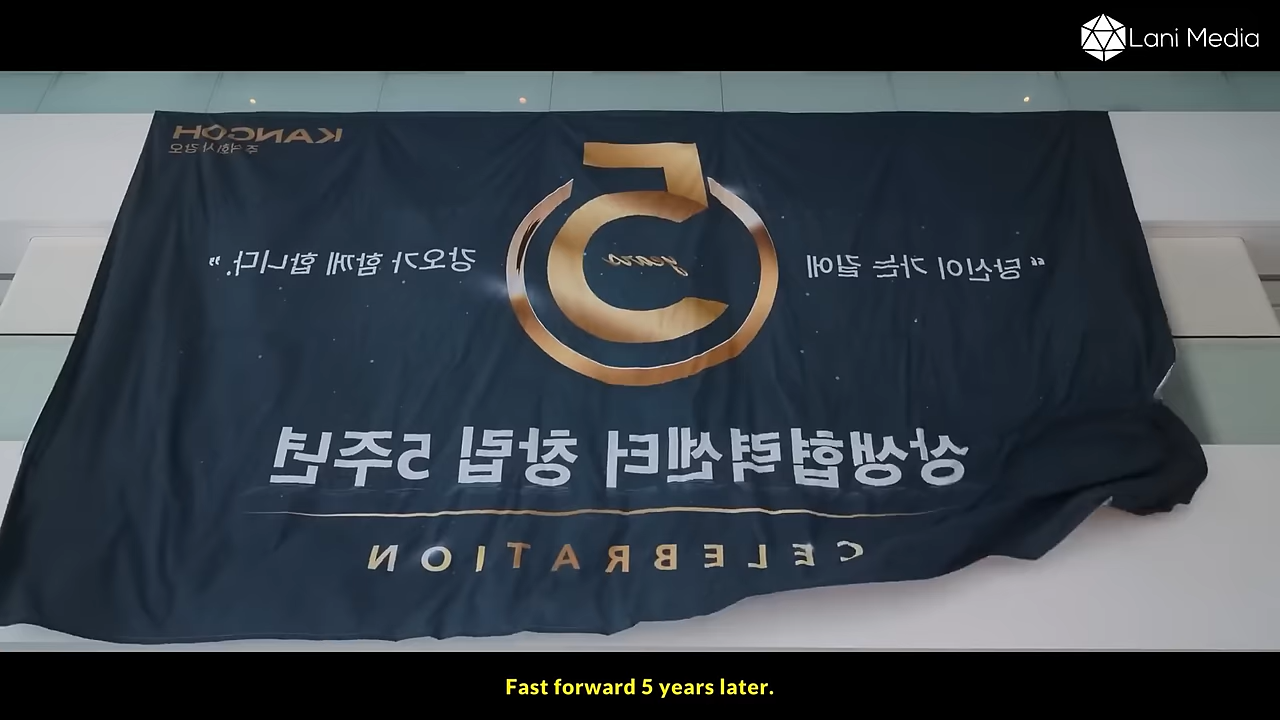 Lani Media
KANGOH
주식회사 강오
5
years
“당신이 가는 길에 강오가 함께 합니다.”
상생협력센터 창립 5주년
CELEBRATION
Fast forward 5 years later.